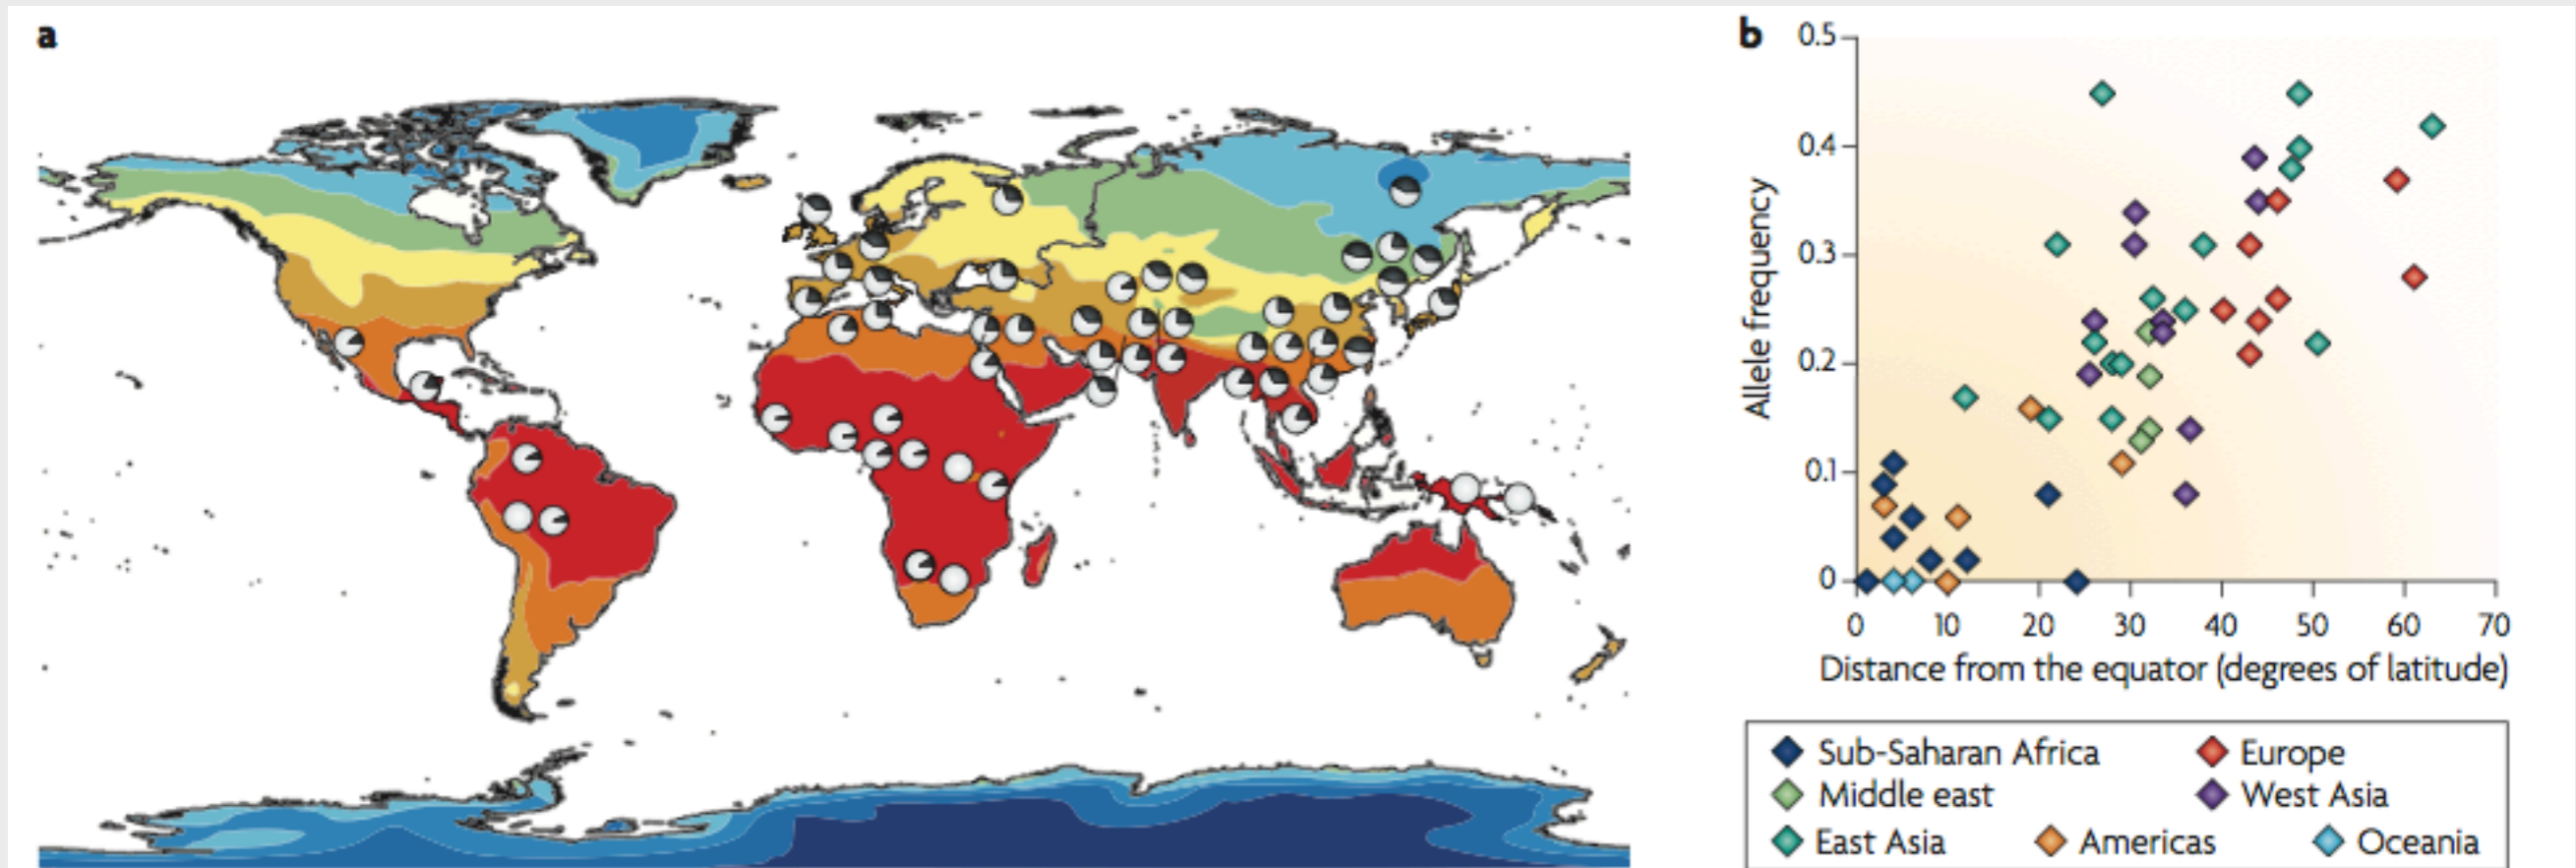 a
b
0.5
0.4
0.3
0.2
0.1
0
Allele frequency
0 10 20 30 40 50 60 70
Distance from the equator (degrees of latitude)
Sub-Saharan Africa Europe
Middle east West Asia
East Asia Americas Oceania